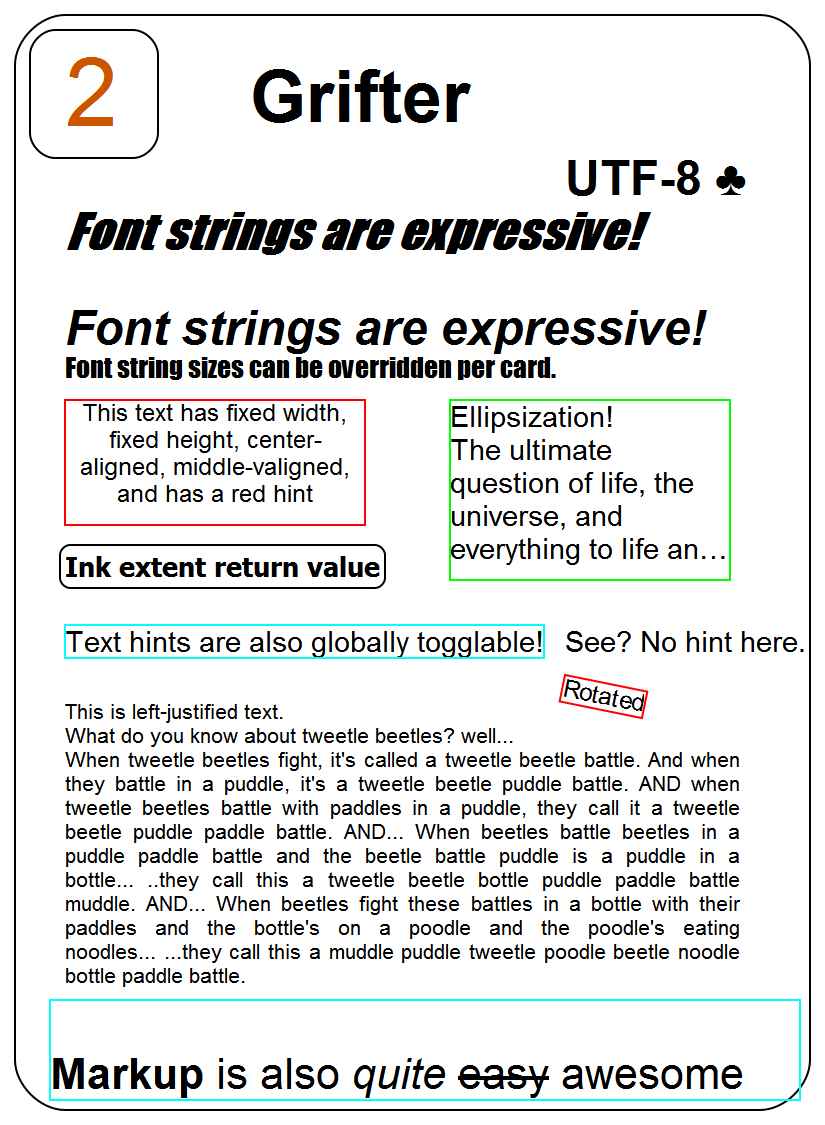 2
Grifter
UTF-8 ♣
Font strings are expressive!
Font strings are expressive!
Font string sizes can be overridden per card.
This text has fixed width,
fixed height, center-
aligned, middle-valigned,
and has a red hint
Ellipsization!
The ultimate
question of life, the
universe, and
everything to life an…
Ink extent return value
Text hints are also globally togglable!
See? No hint here.
Rotated
This is left-justified text.
What do you know about tweetle beetles? well...
When tweetle beetles fight, it's called a tweetle beetle battle. And when
they battle in a puddle, it's a tweetle beetle puddle battle. AND when
tweetle beetles battle with paddles in a puddle, they call it a tweetle
beetle puddle paddle battle. AND... When beetles battle beetles in a
puddle paddle battle and the beetle battle puddle is a puddle in a
bottle... ..they call this a tweetle beetle bottle puddle paddle battle
muddle. AND... When beetles fight these battles in a bottle with their
paddles and the bottle's on a poodle and the poodle's eating
noodles... ...they call this a muddle puddle tweetle poodle beetle noodle
bottle paddle battle.
Markup is also quite easy awesome